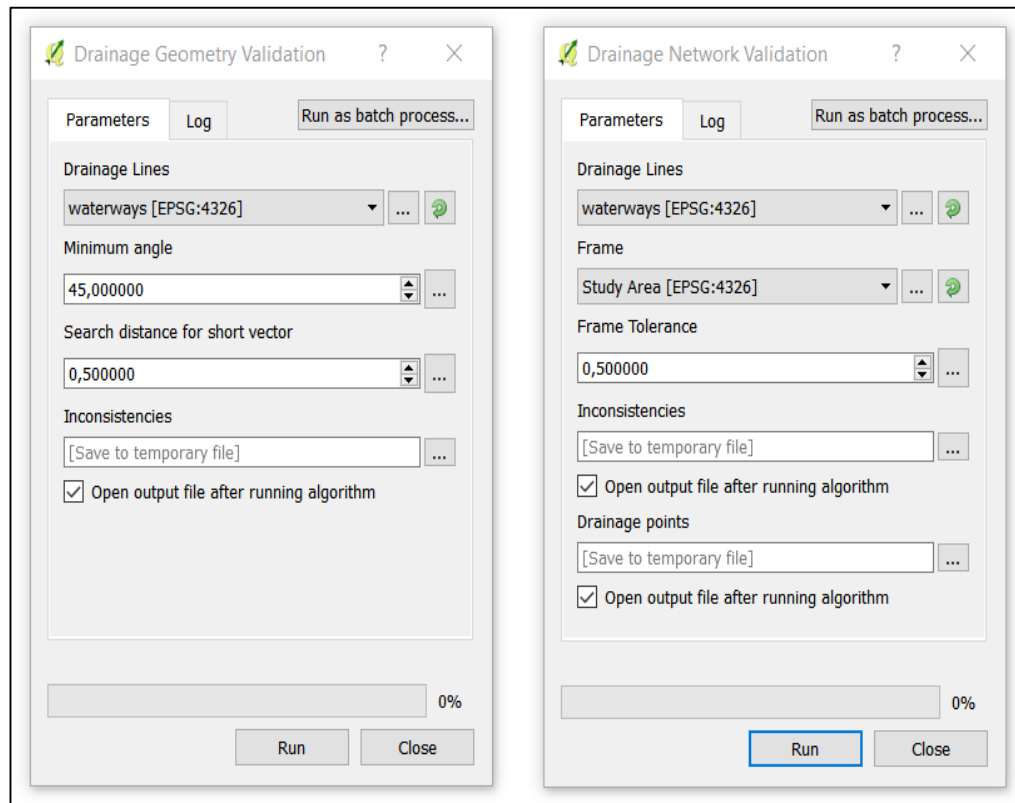 Drainage Geometry Validation ?
Parameters
Log
Run as batch process...
Drainage Lines
waterways [EPSG:4326]
...
Minimum angle
45,000000
...
Search distance for short vector
0,500000
...
Inconsistencies
[Save to temporary file]
...
Open output file after running algorithm
0%
Run
Close
Drainage Network Validation ?
Parameters
Log
Run as batch process...
Drainage Lines
waterways [EPSG:4326]
...
Frame
Study Area [EPSG:4326]
...
Frame Tolerance
0,500000
...
Inconsistencies
[Save to temporary file]
...
Open output file after running algorithm
Drainage points
[Save to temporary file]
...
Open output file after running algorithm
0%
Run
Close